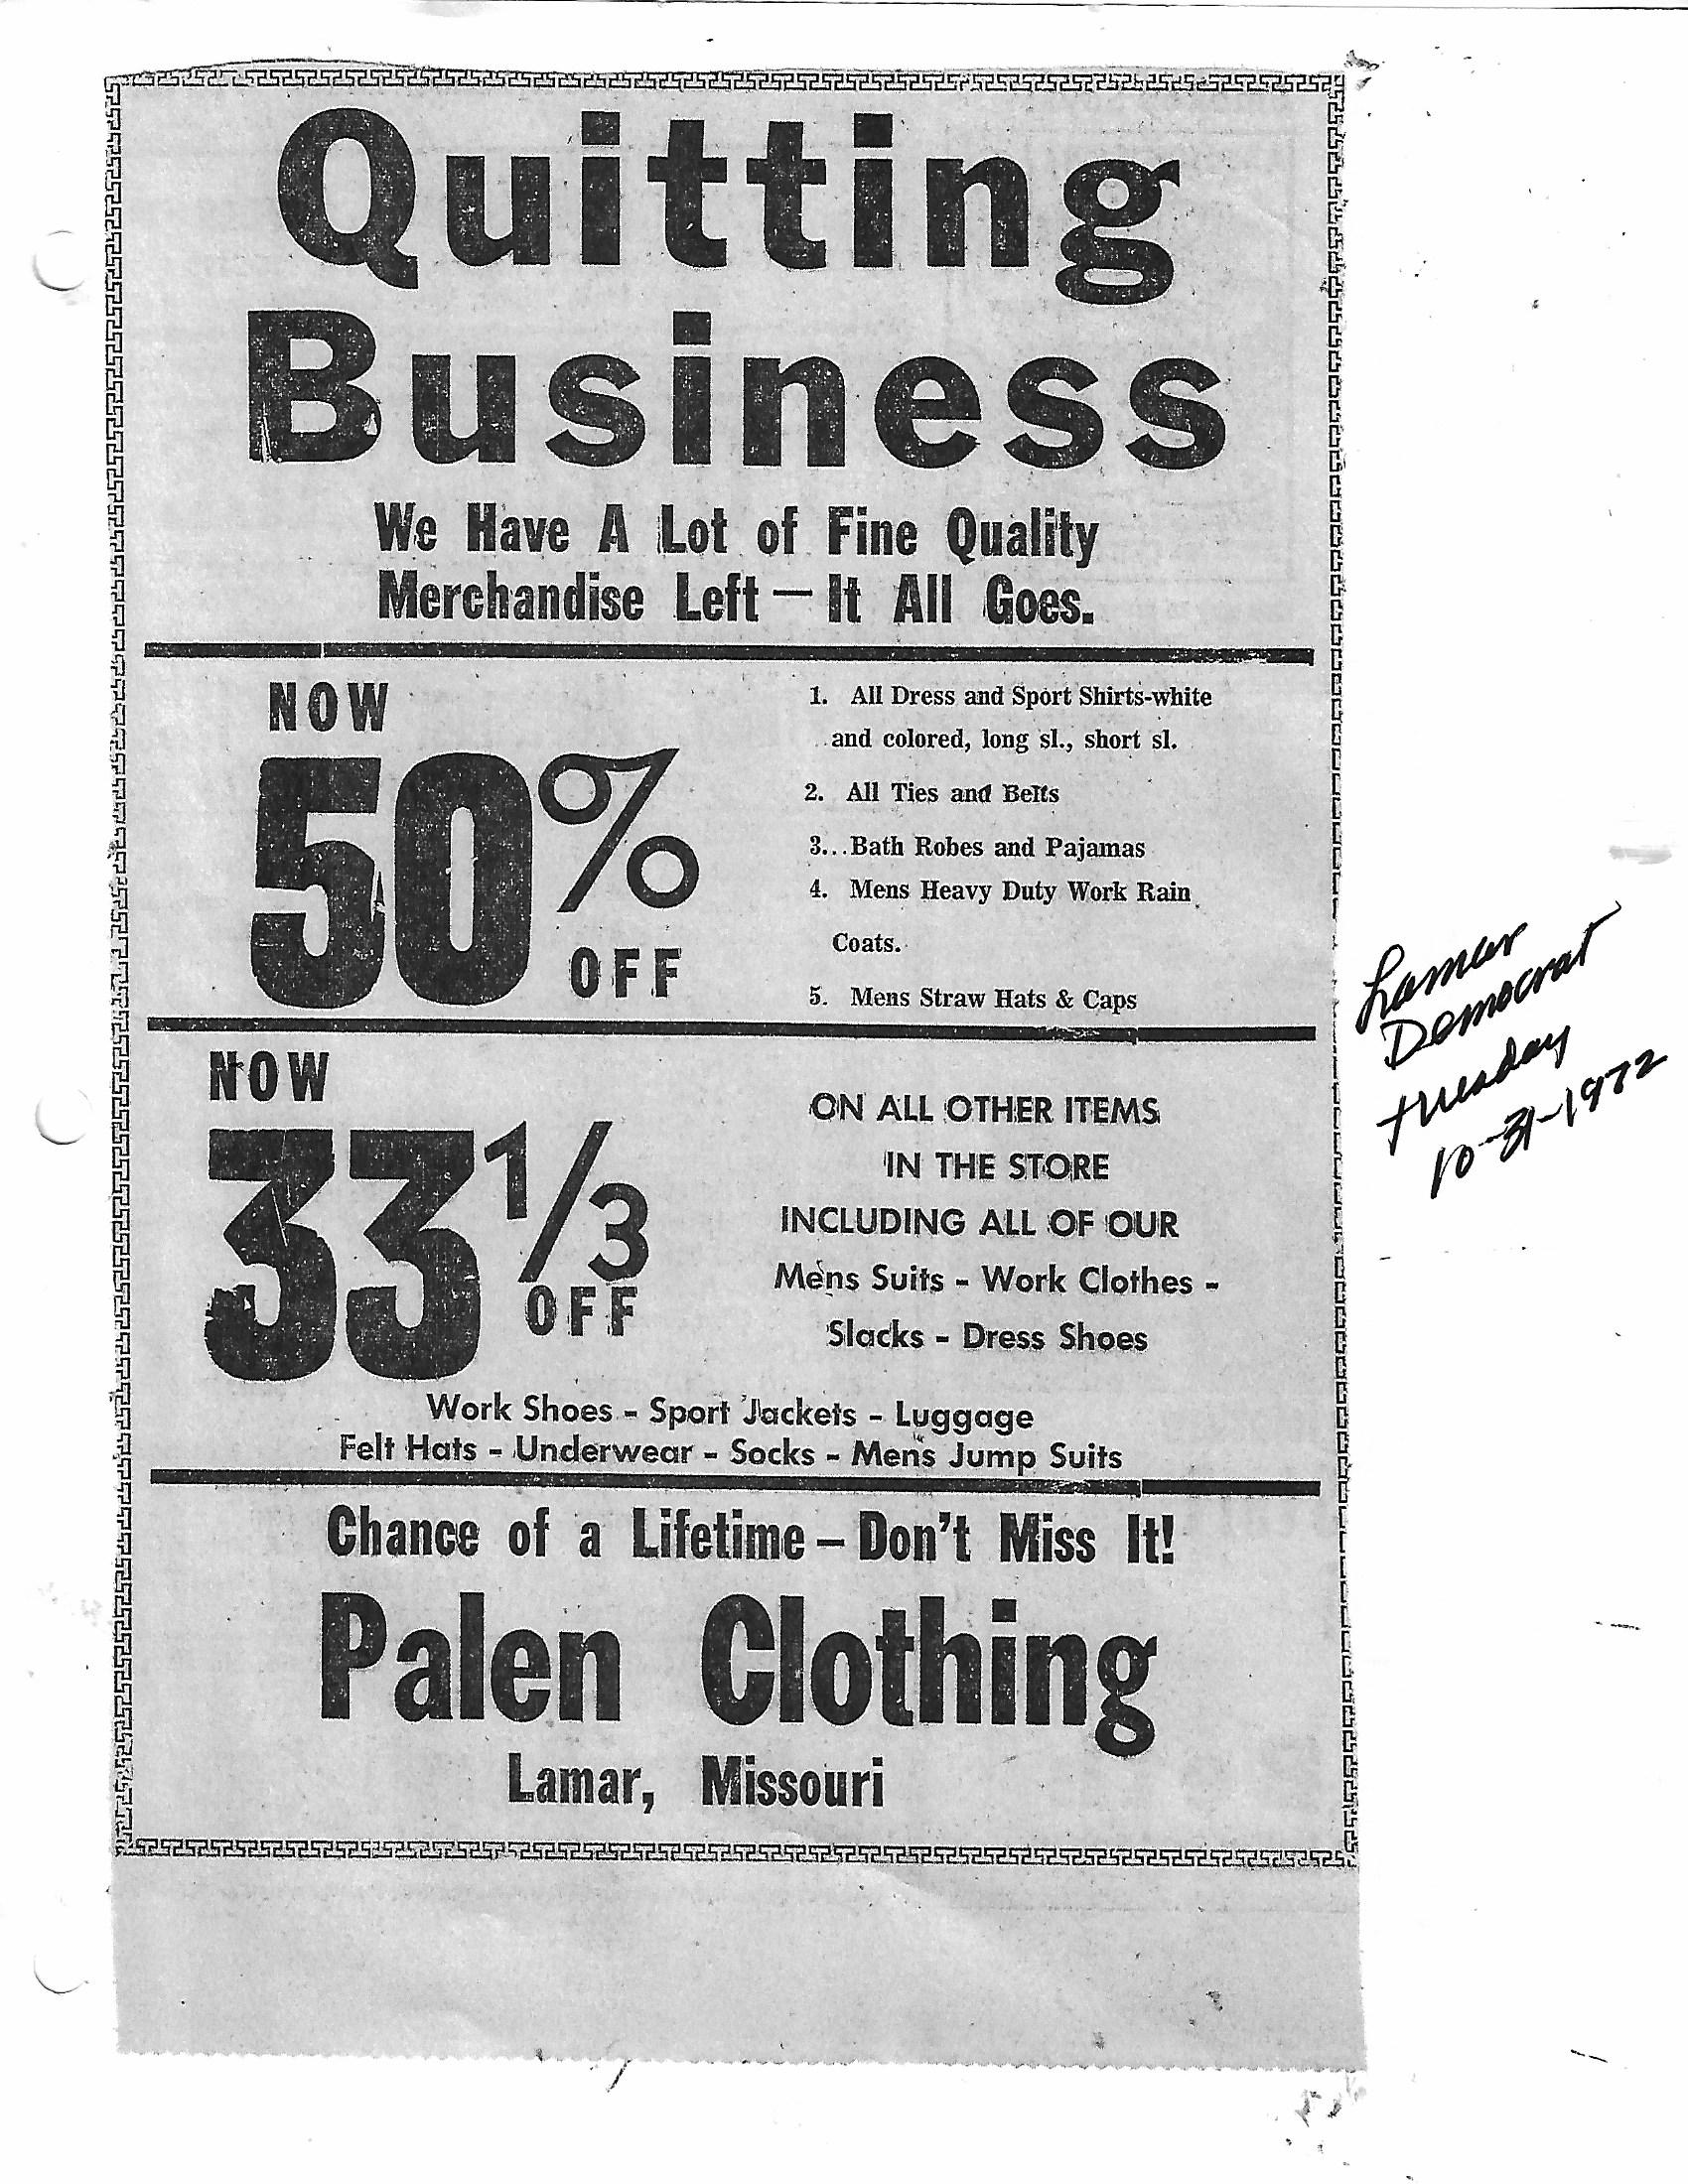 Quitting
Business
We Have A Lot of Fine Quality
Merchandise Left — It All Goes.
NOW
50%
OFF
1. All Dress and Sport Shirts-white
and colored, long sl., short sl.
2. All Ties and Belts
3...Bath Robes and Pajamas
4. Mens Heavy Duty Work Rain
Coats.
5. Mens Straw Hats & Caps
NOW
33 1/3
OFF
ON ALL OTHER ITEMS
IN THE STORE
INCLUDING ALL OF OUR
Mens Suits - Work Clothes -
Slacks - Dress Shoes
Work Shoes - Sport Jackets - Luggage
Felt Hats - Underwear - Socks - Men's Jump Suits
Chance of a Lifetime — Don't Miss It!
Palen Clothing
Lamar, Missouri
Lamar
Democrat
tuesday
10-31-1972